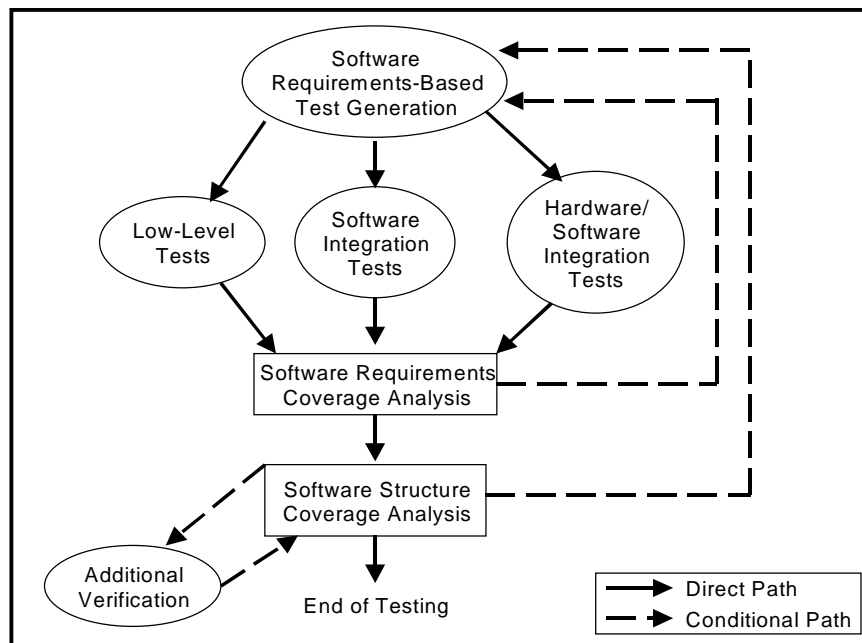 Software
Requirements-Based
Test Generation
Low-Level
Tests
Software
Integration
Tests
Hardware/
Software
Integration
Tests
Software Requirements
Coverage Analysis
Software Structure
Coverage Analysis
Additional
Verification
End of Testing
Direct Path
Conditional Path